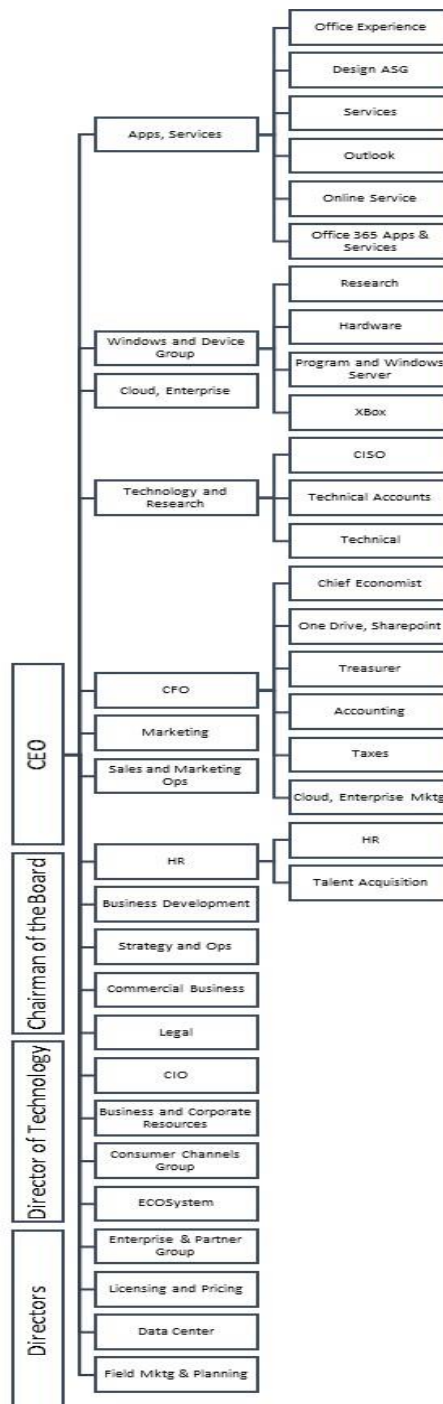 CEO
Chairman of the Board
Director of Technology
Directors
Apps, Services
Office Experience
Design ASG
Services
Outlook
Online Service
Office 365 Apps &
Services
Windows and Device
Group
Research
Hardware
Program and Windows
Server
XBox
Cloud, Enterprise
Technology and
Research
CISO
Technical Accounts
Technical
CFO
Chief Economist
One Drive, Sharepoint
Treasurer
Accounting
Taxes
Cloud, Enterprise Mktg
Marketing
Sales and Marketing
Ops
HR
HR
Talent Acquisition
Business Development
Strategy and Ops
Commercial Business
Legal
CIO
Business and Corporate
Resources
Consumer Channels
Group
ECOSystem
Enterprise & Partner
Group
Licensing and Pricing
Data Center
Field Mktg & Planning